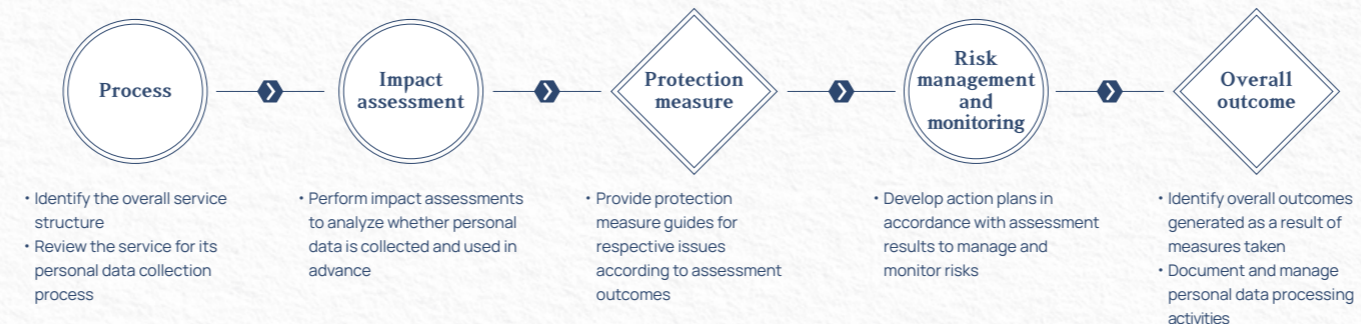 Process
Impact
assessment
Protection
measure
Risk
management
and
monitoring
Overall
outcome
・Identify the overall service
structure
・Review the service for its
personal data collection
process
・Perform impact assessments
to analyze whether personal
data is collected and used in
advance
・Provide protection
measure guides for
respective issues
according to assessment
outcomes
・Develop action plans in
accordance with assessment
results to manage and
monitor risks
・Identify overall outcomes
generated as a result of
measures taken
・Document and manage
personal data processing
activities